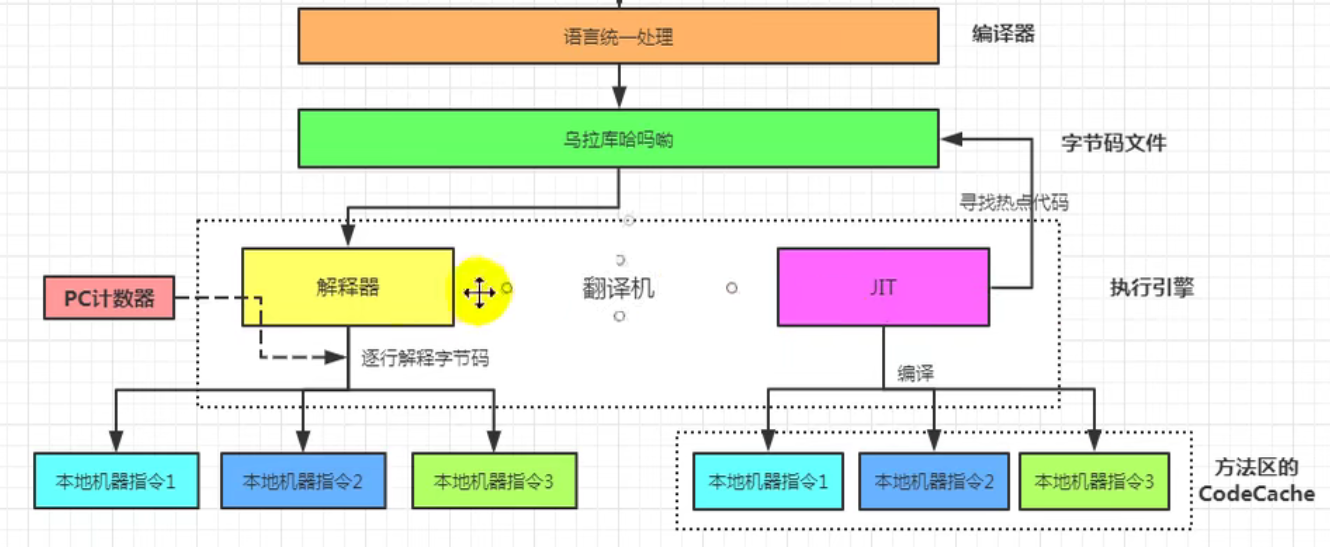 语言统一处理
编译器
乌拉库哈吗呦
字节码文件
寻找热点代码
解释器
翻译机
JIT
执行引擎
PC计数器
逐行解释字节码
编译
本地机器指令1
本地机器指令2
本地机器指令3
本地机器指令1
本地机器指令2
本地机器指令3
方法区的
CodeCache